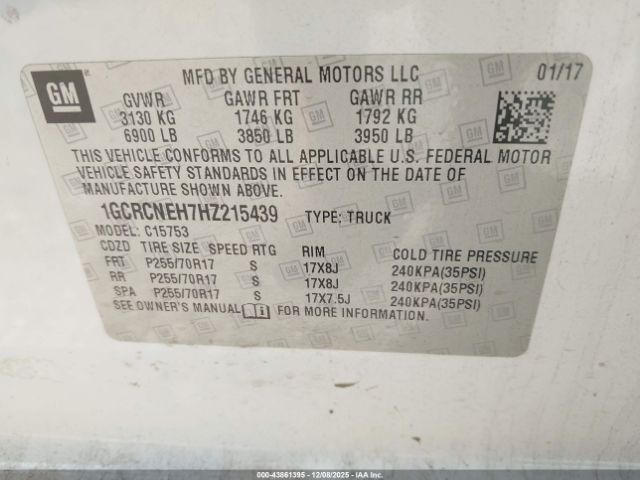 GM
MFD BY GENERAL MOTORS LLC 01/17
GVWR GAWR FRT GAWR RR
3130 KG 1746 KG 1792 KG
6900 LB 3850 LB 3950 LB
THIS VEHICLE CONFORMS TO ALL APPLICABLE U.S. FEDERAL MOTOR
VEHICLE SAFETY STANDARDS IN EFFECT ON THE DATE OF
MANUFACTURE SHOWN ABOVE.
1GCRCNEH7HZ215439 TYPE: TRUCK
MODEL: C15753
CDZD TIRE SIZE SPEED RTG RIM COLD TIRE PRESSURE
FRT P255/70R17 S 17X8J 240KPA(35PSI)
RR P255/70R17 S 17X8J 240KPA(35PSI)
SPA P255/70R17 S 17X7.5J 240KPA(35PSI)
SEE OWNER'S MANUAL FOR MORE INFORMATION.
000-43861395 - 12/08/2025 - IAA Corp.